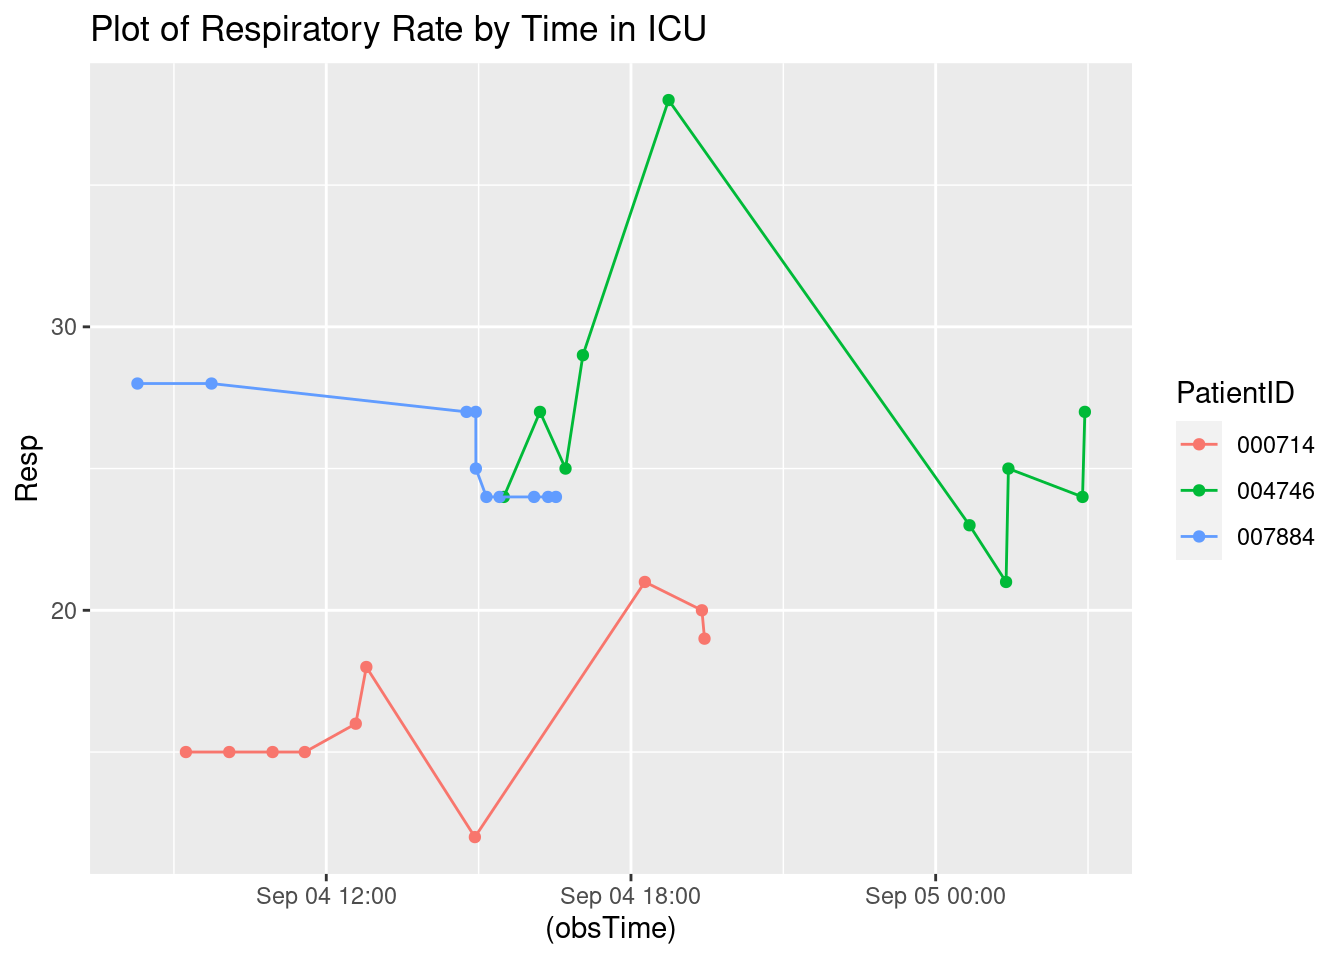 Plot of Respiratory Rate by Time in ICU
Resp
30
20
Sep 04 12:00
Sep 04 18:00
Sep 05 00:00
(obsTime)
PatientID
000714
004746
007884